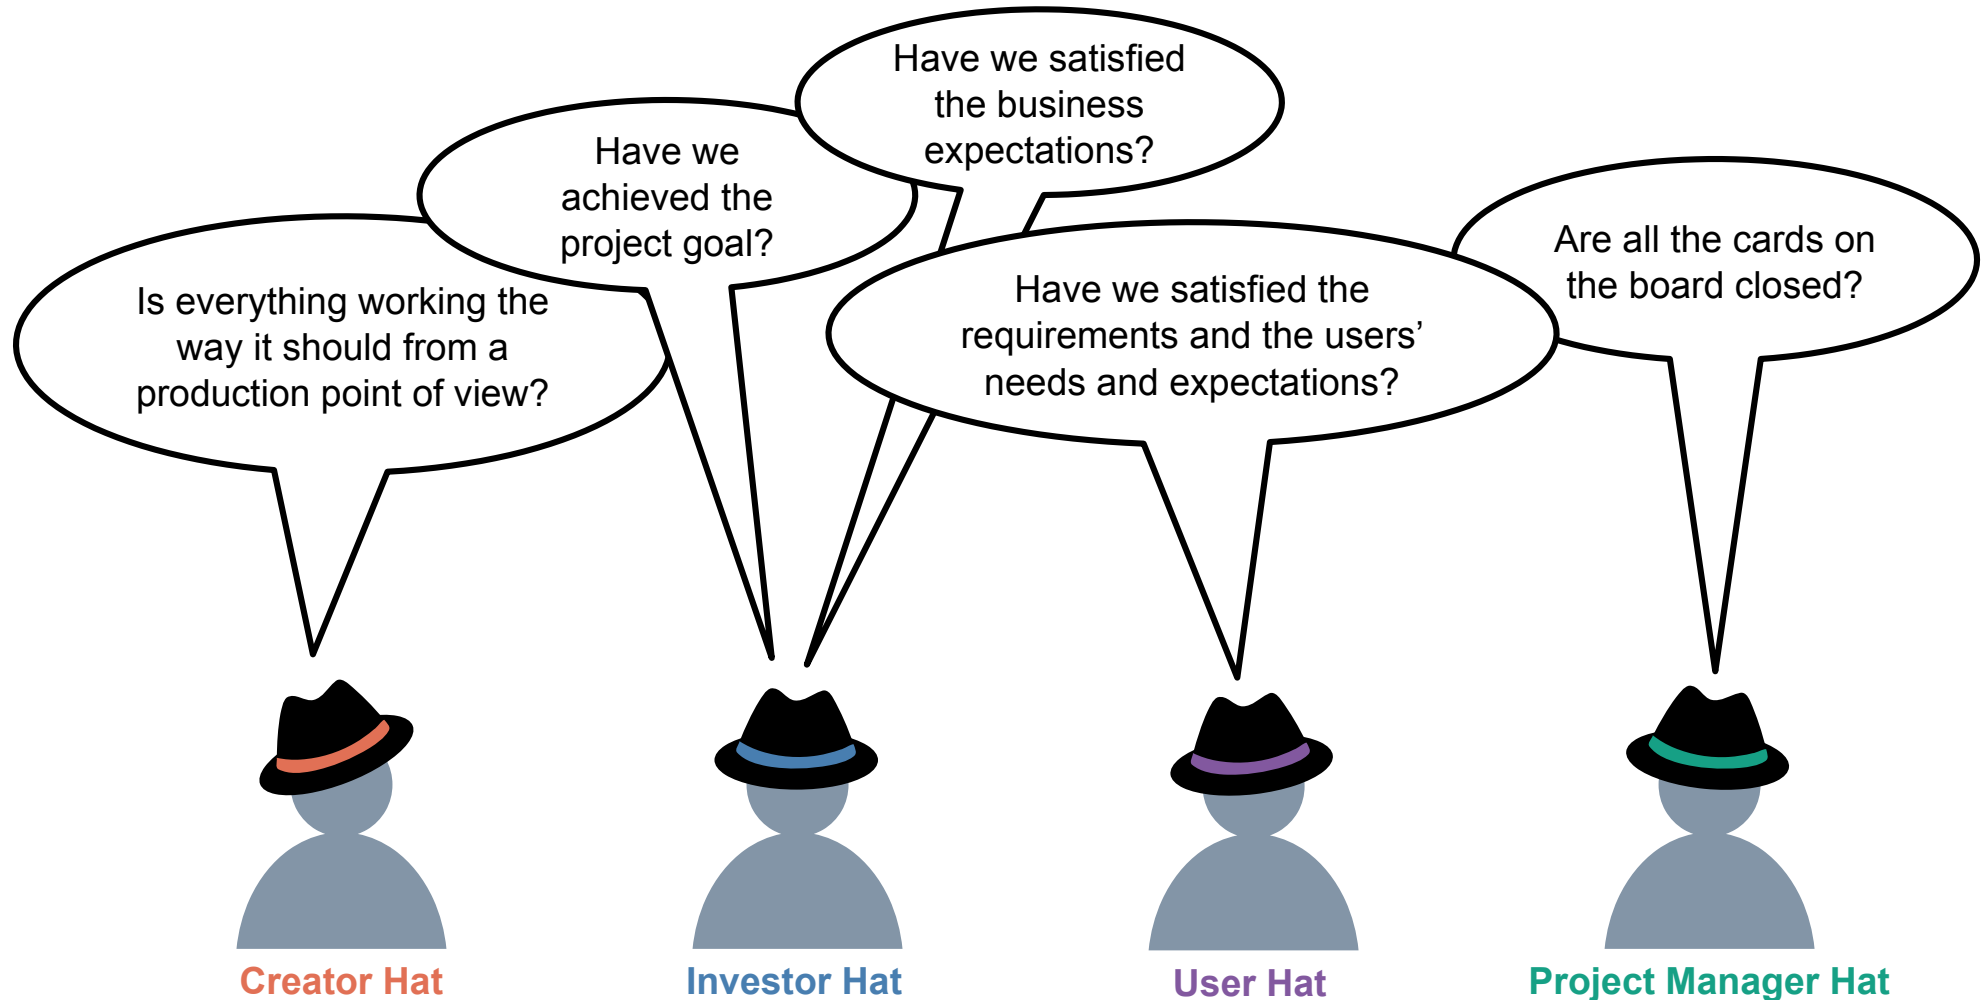 Have we satisfied
the business
expectations?
Have we
achieved the
project goal?
Is everything working the
way it should from a
production point of view?
Have we satisfied the
requirements and the users’
needs and expectations?
Are all the cards on
the board closed?
Creator Hat
Investor Hat
User Hat
Project Manager Hat